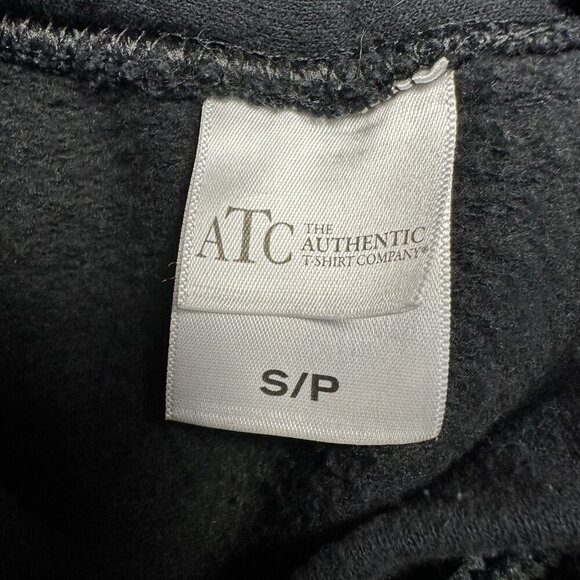 ATC THE
AUTHENTIC
T-SHIRT COMPANY®
S/P